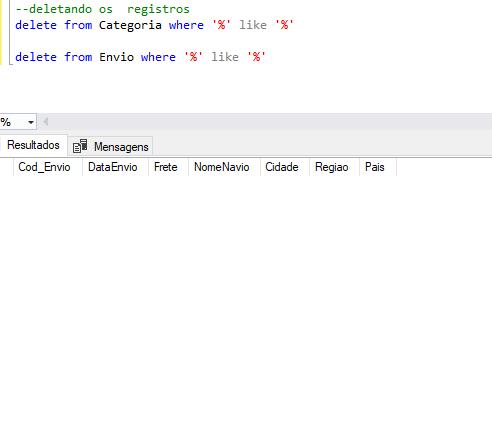 --deletando os  registros
delete from Categoria where '%' like '%'
delete from Envio where '%' like '%'
%
Resultados Mensagens
Cod_Envio DataEnvio Frete NomeNavio Cidade Regiao Pais